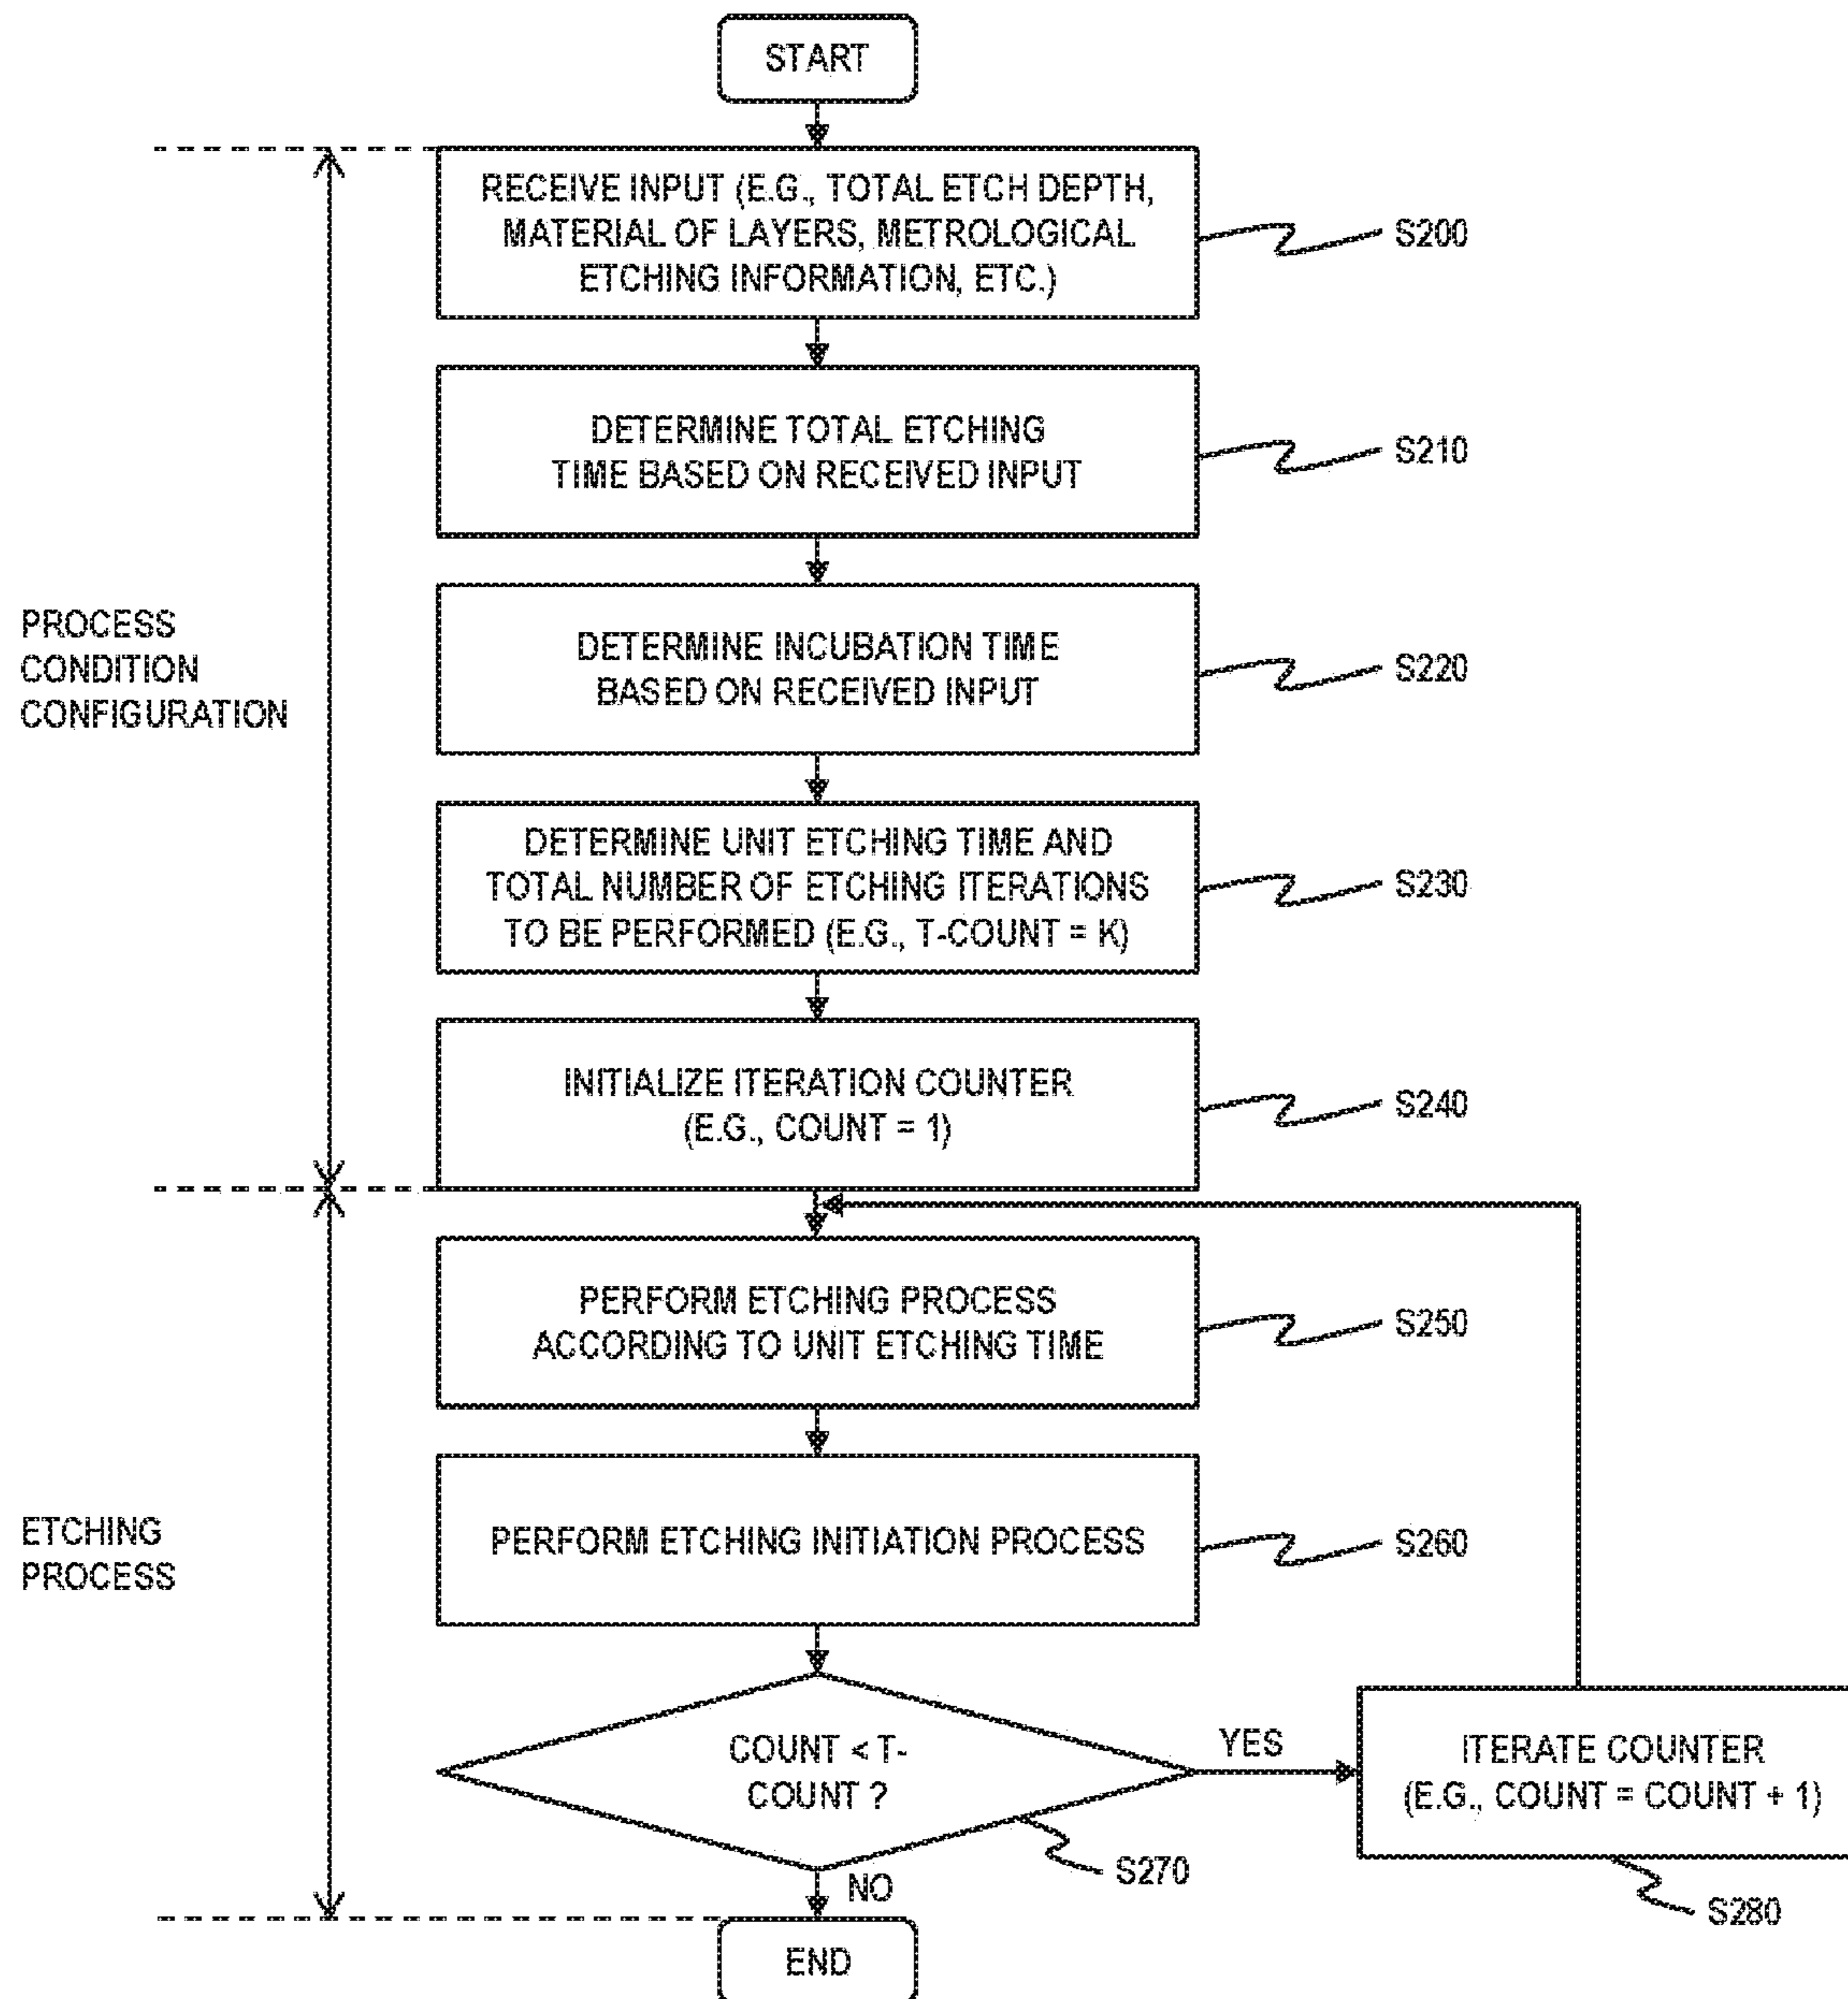 START
RECEIVE INPUT (E.G., TOTAL ETCH DEPTH,
MATERIAL OF LAYERS, METROLOGICAL
ETCHING INFORMATION, ETC.)
S200
DETERMINE TOTAL ETCHING
TIME BASED ON RECEIVED INPUT
S210
PROCESS
CONDITION
CONFIGURATION
DETERMINE INCUBATION TIME
BASED ON RECEIVED INPUT
S220
DETERMINE UNIT ETCHING TIME AND
TOTAL NUMBER OF ETCHING ITERATIONS
TO BE PERFORMED (E.G., T-COUNT = K)
S230
INITIALIZE ITERATION COUNTER
(E.G., COUNT = 1)
S240
PERFORM ETCHING PROCESS
ACCORDING TO UNIT ETCHING TIME
S250
ETCHING
PROCESS
PERFORM ETCHING INITIATION PROCESS
S260
COUNT < T-
COUNT ?
YES
S270
NO
ITERATE COUNTER
(E.G., COUNT = COUNT + 1)
S280
END